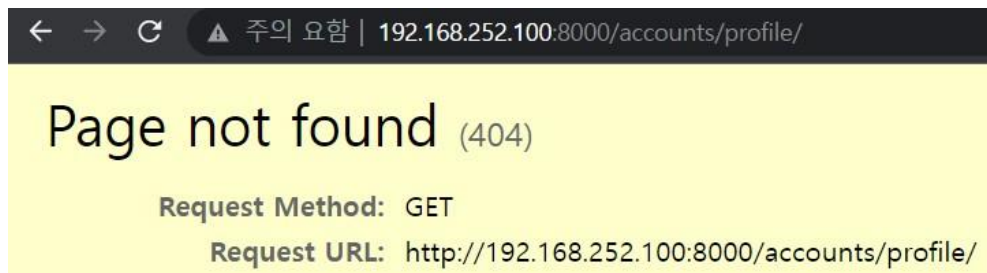 주의 요함 | 192.168.252.100:8000/accounts/profile/
Page not found (404)
Request Method: GET
Request URL: http://192.168.252.100:8000/accounts/profile/